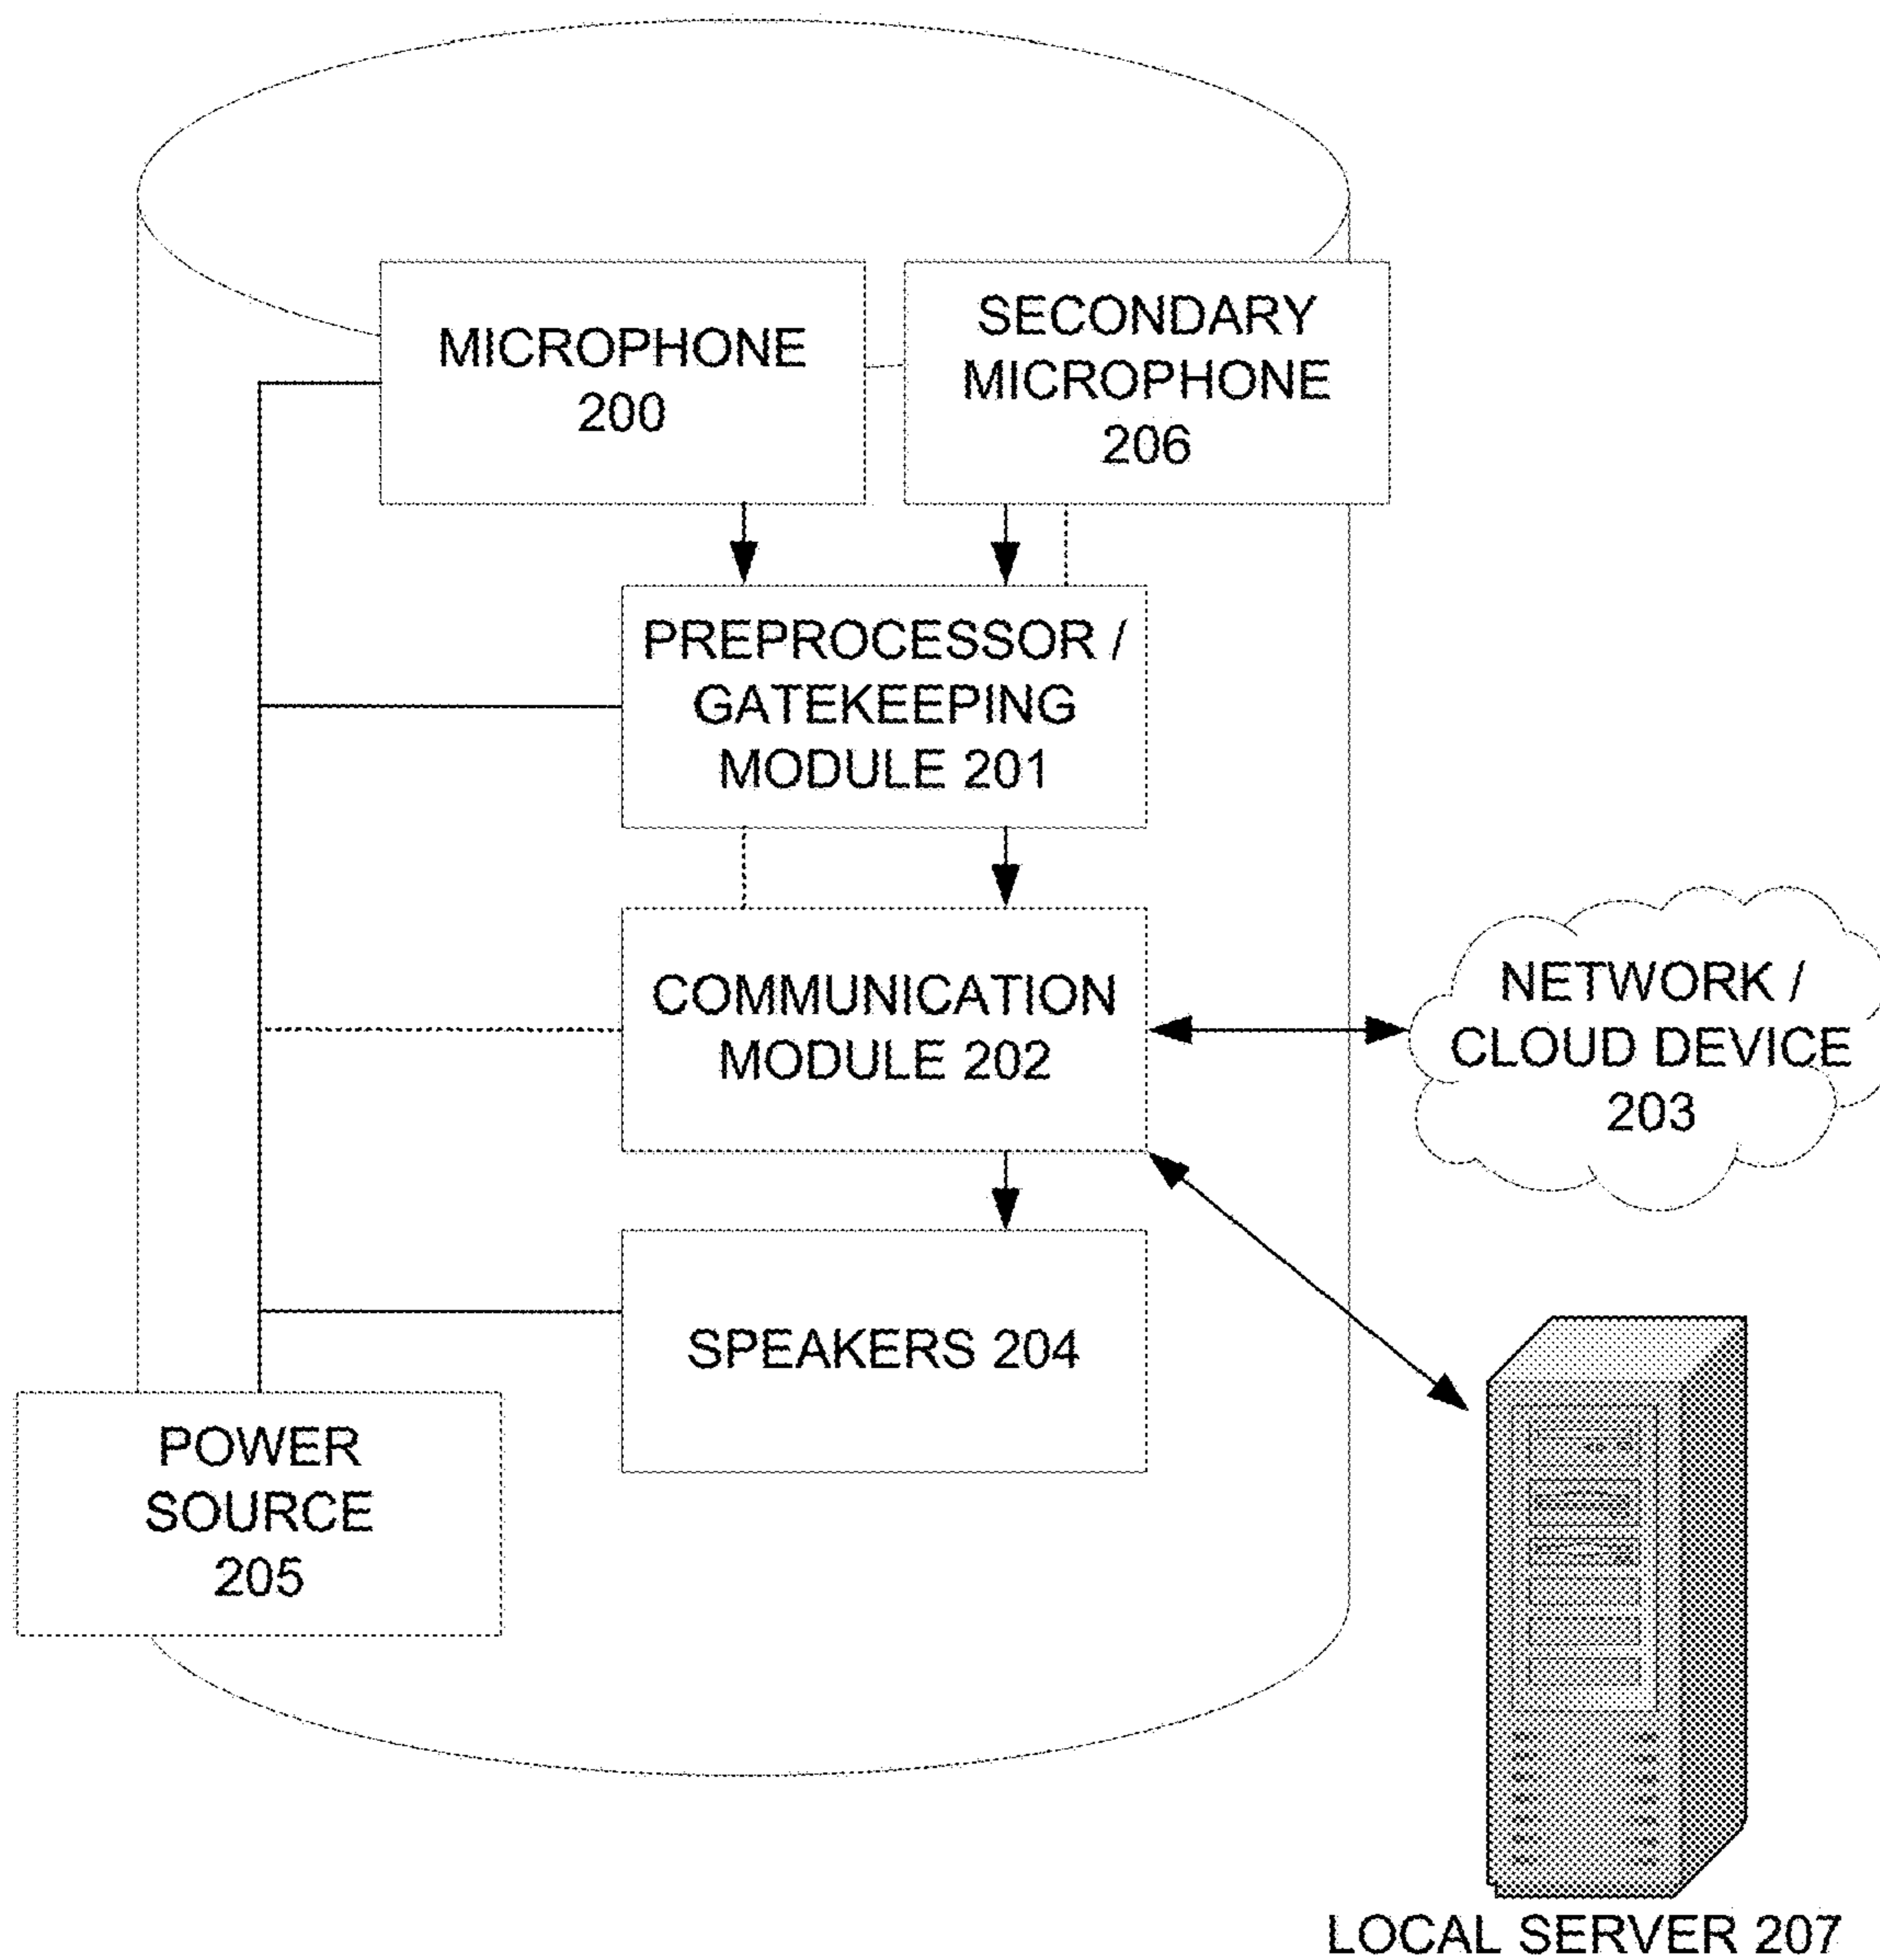 MICROPHONE
200
SECONDARY
MICROPHONE
206
PREPROCESSOR /
GATEKEEPING
MODULE 201
COMMUNICATION
MODULE 202
NETWORK /
CLOUD DEVICE
203
SPEAKERS 204
POWER
SOURCE
205
LOCAL SERVER 207